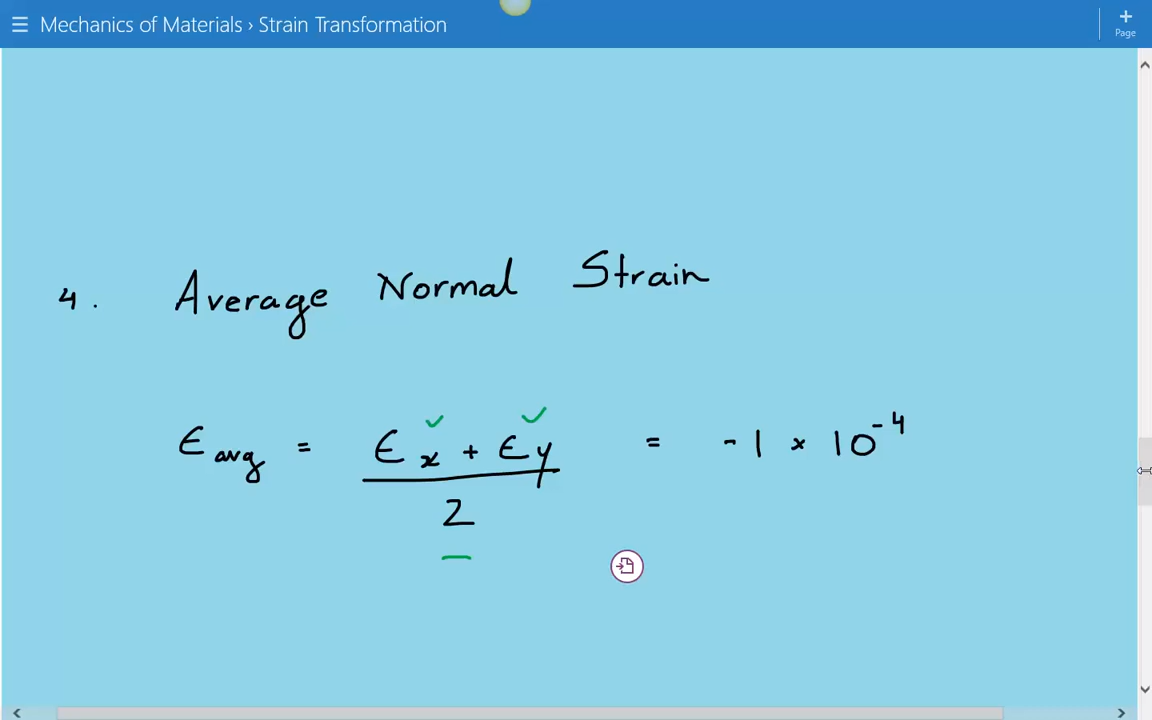 Mechanics of Materials › Strain Transformation
Page
4. Average Normal Strain
ϵavg = ϵx + ϵy / 2 = -1 × 10⁻⁴